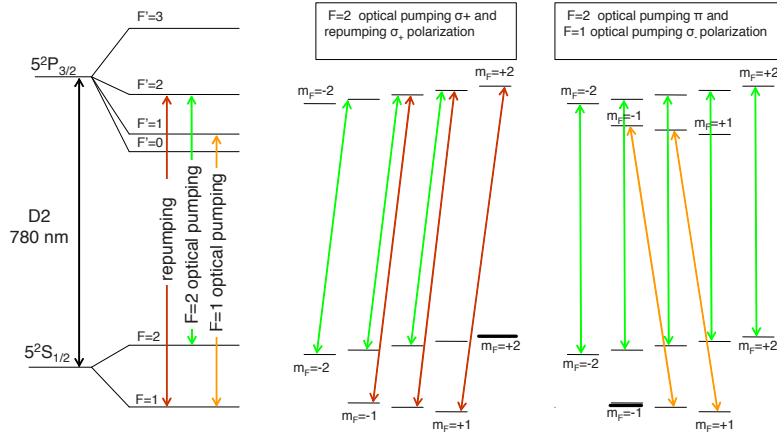 F'=3
5²P3/2
F'=2
F'=1
F'=0
D2
780 nm
repumping
F=2 optical pumping
F=1 optical pumping
5²S1/2
F=2
F=1
F=2 optical pumping σ+ and
repumping σ+ polarization
mF=-2
mF=+2
mF=-2
mF=+2
mF=-1
mF=+1
F=2 optical pumping π and
F=1 optical pumping σ- polarization
mF=-2
mF=+2
mF=-1
mF=+1
mF=-2
mF=+2
mF=-1
mF=+1